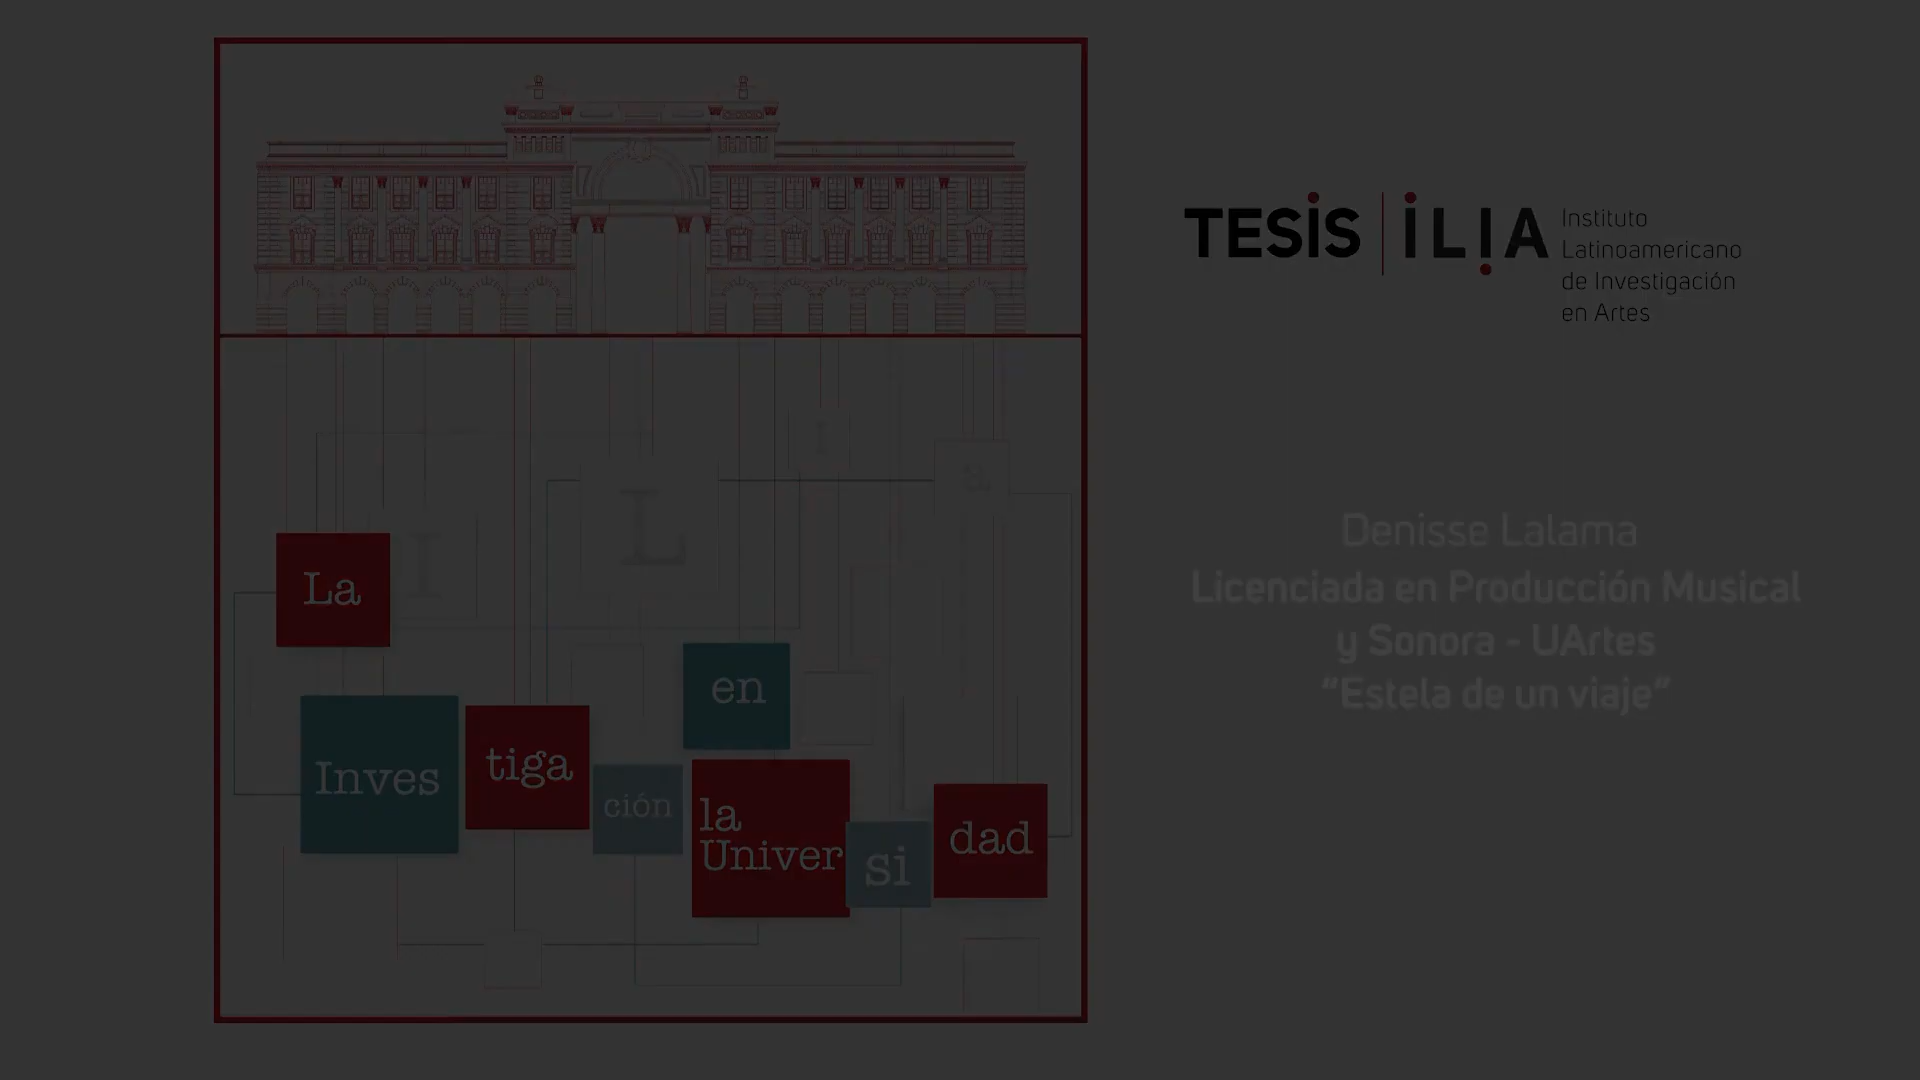 TESIS
ILIA
Instituto
Latinoamericano
de Investigación
en Artes
I
L
i
a
La
Inves
tiga
ción
en
la
Univer
si
dad
Denisse Lalama
Licenciada en Producción Musical
y Sonora - UArtes
“Estela de un viaje”